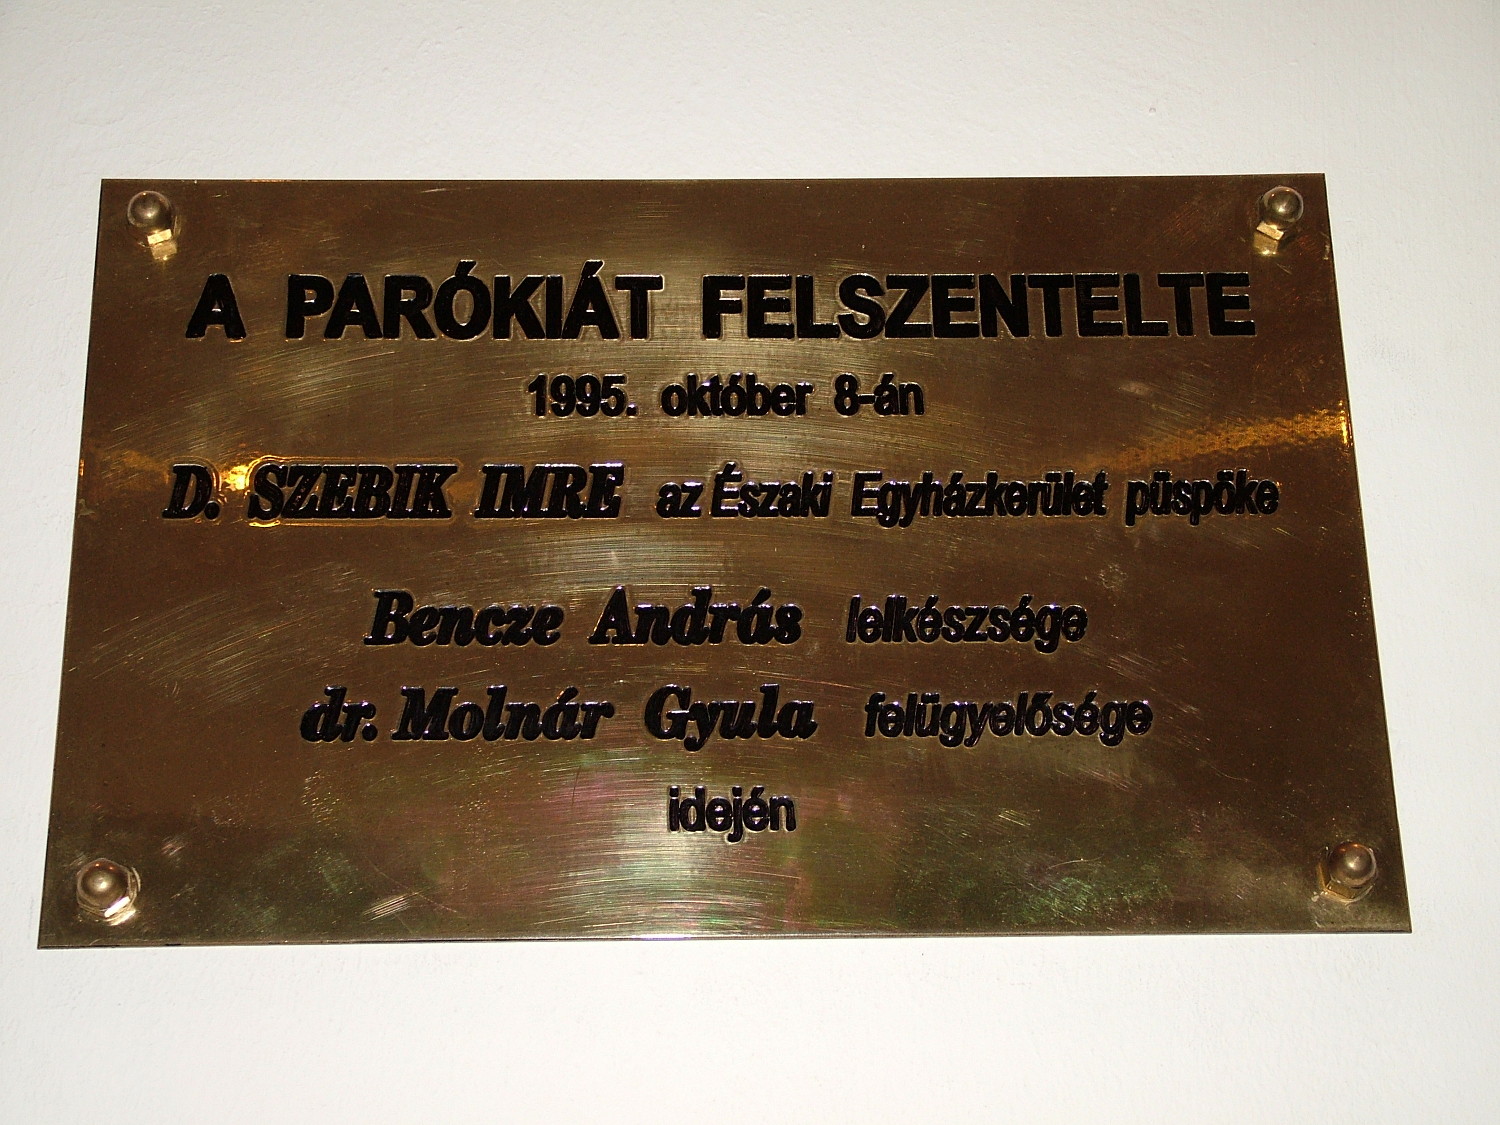 A PARÓKIÁT FELSZENTELTE
1995. október 8-án
D. SZEBIK IMRE az Északi Egyházkerület püspöke
Bencze András lelkészsége
dr. Molnár Gyula felügyelősége
idején